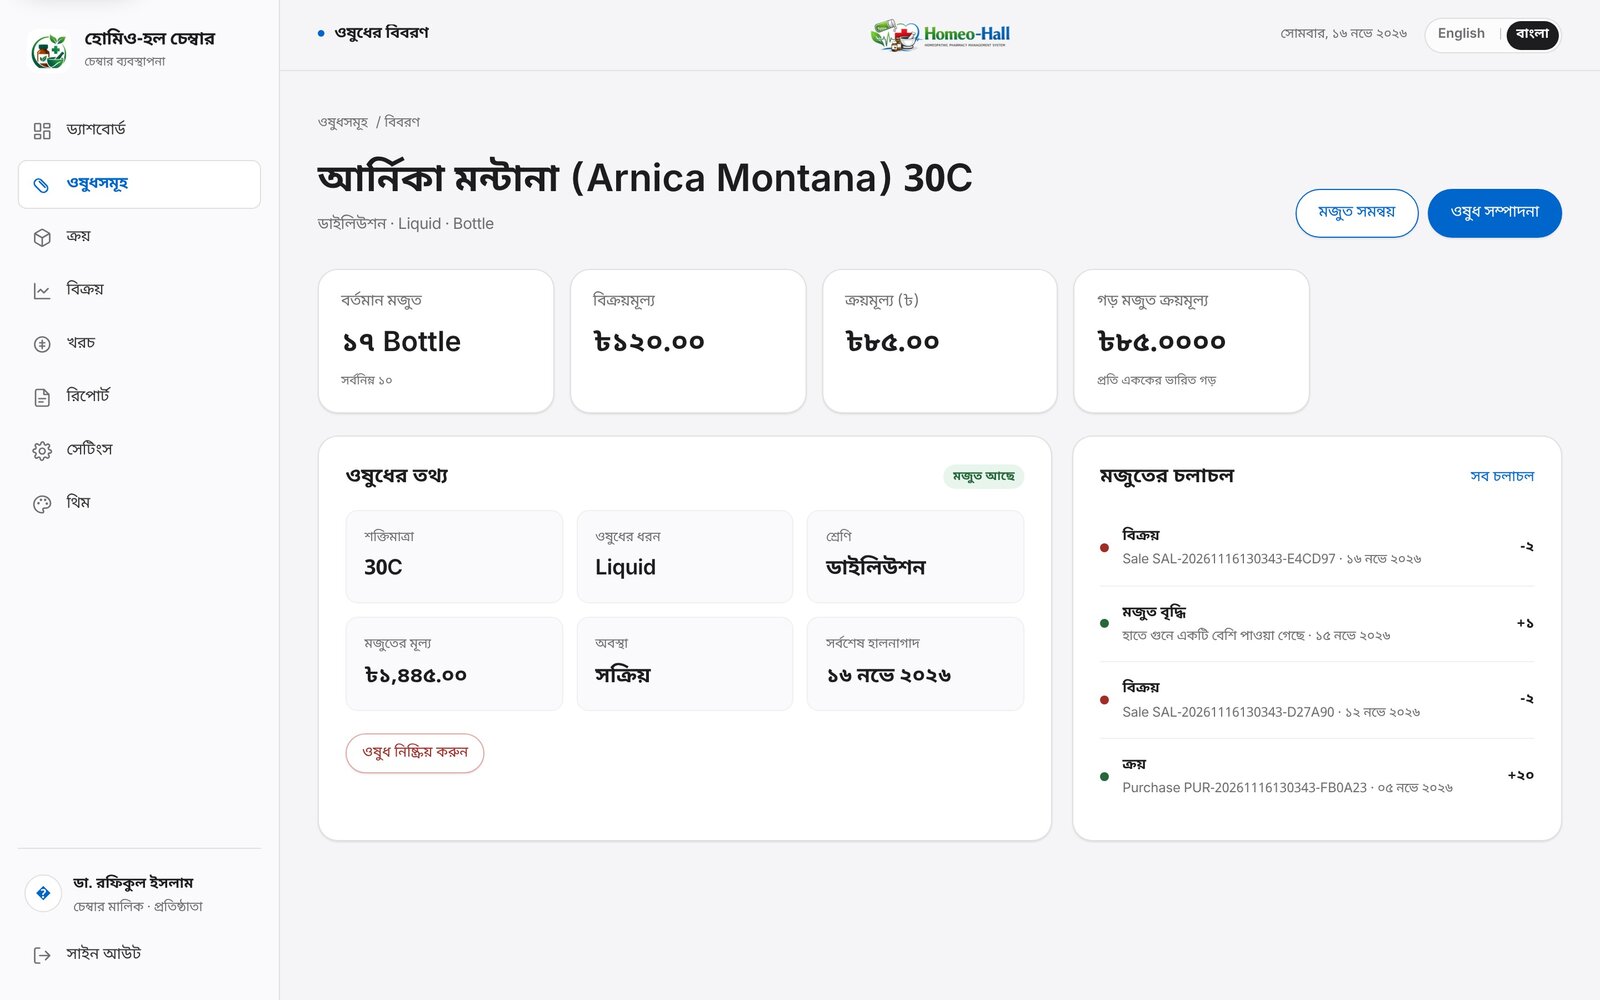 হোমিও-হল চেম্বার
চেম্বার ব্যবস্থাপনা
ড্যাশবোর্ড
ওষুধসমূহ
ক্রয়
বিক্রয়
খরচ
রিপোর্ট
সেটিংস
থিম
ডা. রফিকুল ইসলাম
চেম্বার মালিক · প্রতিষ্ঠাতা
সাইন আউট
ওষুধের বিবরণ
Homeo-Hall
HOMEOPATHIC PHARMACY MANAGEMENT SYSTEM
সোমবার, ১৬ নভে ২০২৬
English
বাংলা
ওষুধসমূহ / বিবরণ
আর্নিকা মন্টানা (Arnica Montana) 30C
ডাইলিউশন · Liquid · Bottle
মজুত সমন্বয়
ওষুধ সম্পাদনা
বর্তমান মজুত
১৭ Bottle
সর্বনিম্ন ১০
বিক্রয়মূল্য
৳১২০.০০
ক্রয়মূল্য (৳)
৳৮৫.০০
গড় মজুত ক্রয়মূল্য
৳৮৫.০০০০
প্রতি এককের ভারিত গড়
ওষুধের তথ্য
মজুত আছে
শক্তিমাত্রা
30C
ওষুধের ধরন
Liquid
শ্রেণি
ডাইলিউশন
মজুতের মূল্য
৳১,৪৪৫.০০
অবস্থা
সক্রিয়
সর্বশেষ হালনাগাদ
১৬ নভে ২০২৬
ওষুধ নিষ্ক্রিয় করুন
মজুতের চলাচল
সব চলাচল
বিক্রয়
Sale SAL-20261116130343-E4CD97 · ১৬ নভে ২০২৬
-২
মজুত বৃদ্ধি
হাতে গুনে একটি বেশি পাওয়া গেছে · ১৫ নভে ২০২৬
+১
বিক্রয়
Sale SAL-20261116130343-D27A90 · ১২ নভে ২০২৬
-২
ক্রয়
Purchase PUR-20261116130343-FB0A23 · ০৫ নভে ২০২৬
+২০